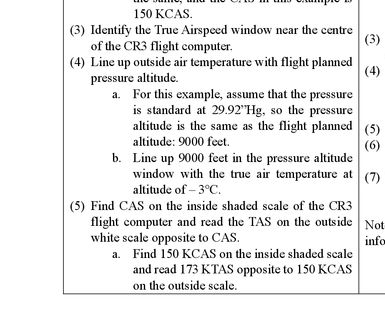 the same, and the CAS in this example is
150 KCAS.
(3) Identify the True Airspeed window near the centre
of the CR3 flight computer.
(4) Line up outside air temperature with flight planned
pressure altitude.
a. For this example, assume that the pressure
is standard at 29.92”Hg, so the pressure
altitude is the same as the flight planned
altitude: 9000 feet.
b. Line up 9000 feet in the pressure altitude
window with the true air temperature at
altitude of – 3°C.
(5) Find CAS on the inside shaded scale of the CR3
flight computer and read the TAS on the outside
white scale opposite to CAS.
a. Find 150 KCAS on the inside shaded scale
and read 173 KTAS opposite to 150 KCAS
on the outside scale.
(3)
(4)
(5)
(6)
(7)
Not
info